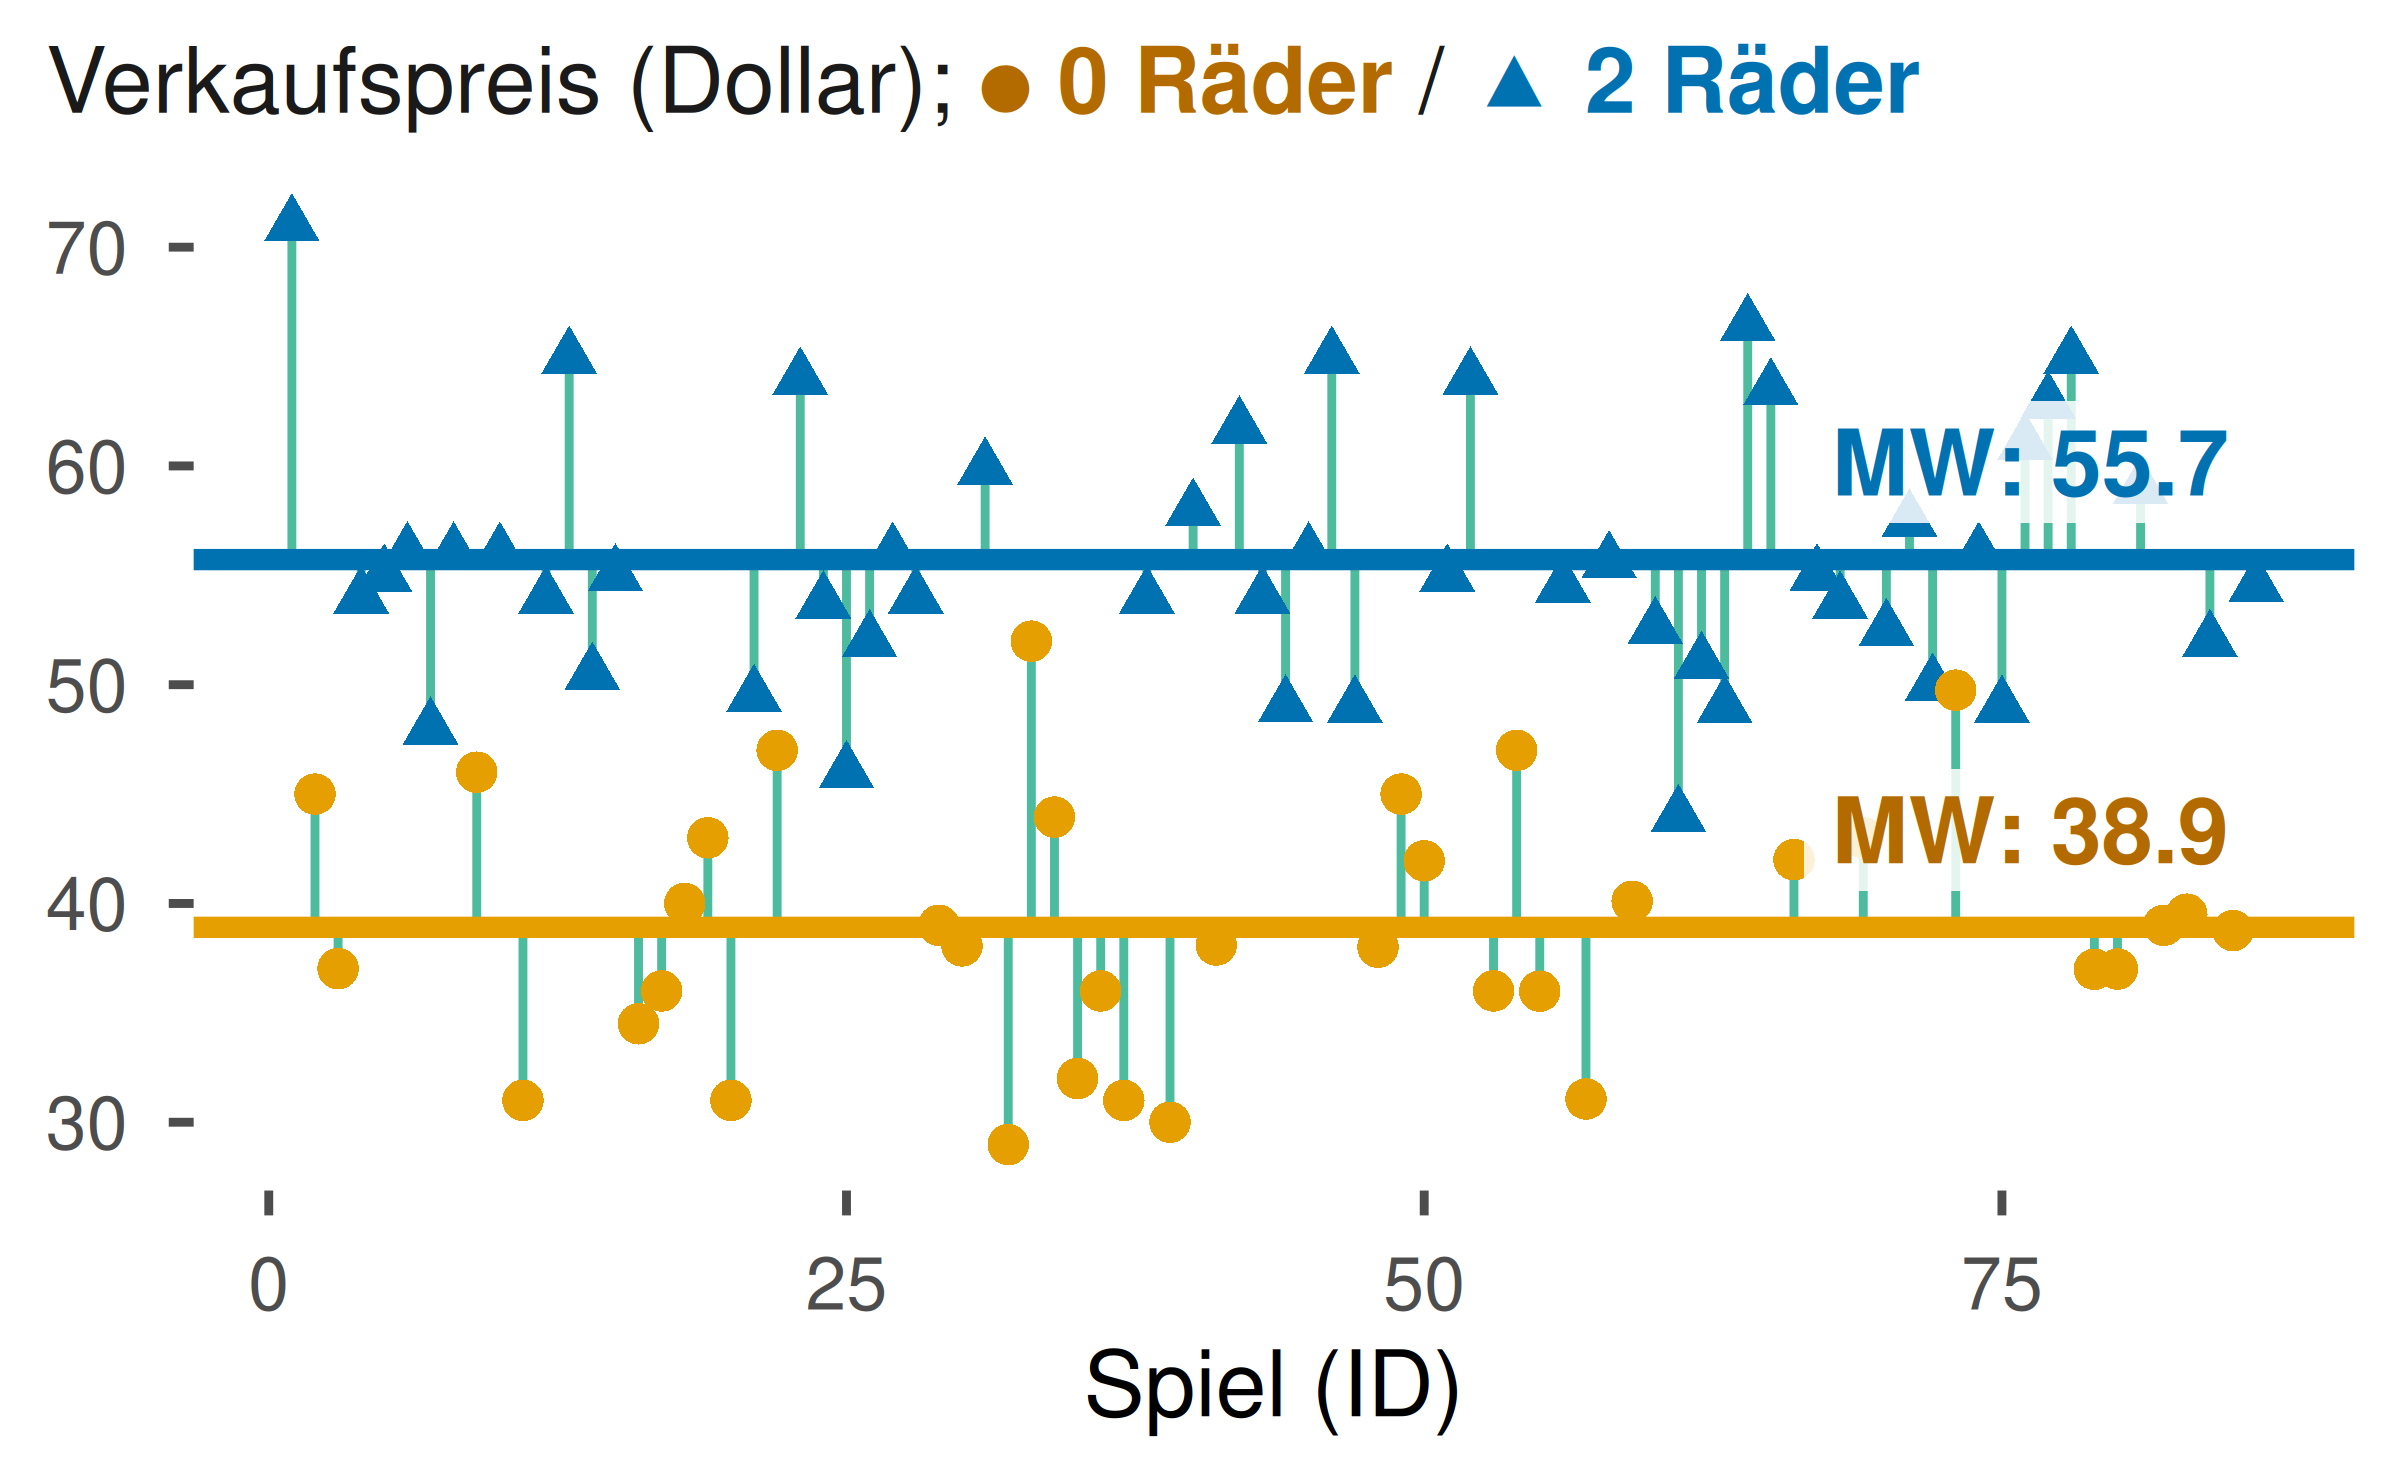 Verkaufspreis (Dollar); ● 0 Räder / ▲ 2 Räder
70
60
MW: 55.7
50
MW: 38.9
40
30
0 25 50 75
Spiel (ID)